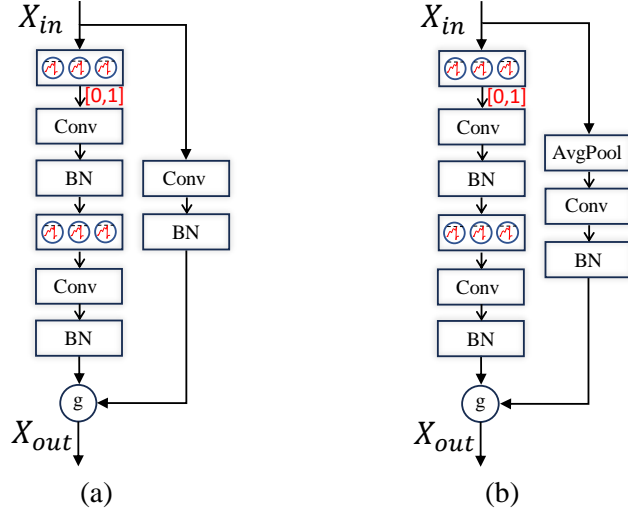 X_in
[0,1]
Conv
BN
Conv
BN
Conv
BN
g
X_out
(a)
X_in
[0,1]
Conv
BN
Conv
BN
AvgPool
Conv
BN
g
X_out
(b)